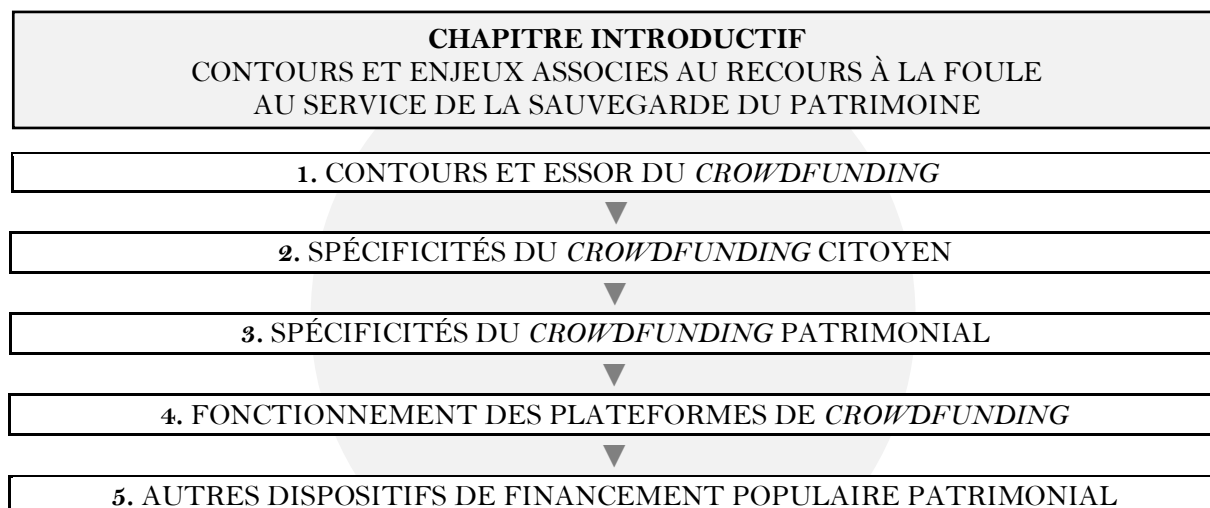 CHAPITRE INTRODUCTIF
CONTOURS ET ENJEUX ASSOCIES AU RECOURS À LA FOULE
AU SERVICE DE LA SAUVEGARDE DU PATRIMOINE
1. CONTOURS ET ESSOR DU CROWDFUNDING
2. SPÉCIFICITÉS DU CROWDFUNDING CITOYEN
3. SPÉCIFICITÉS DU CROWDFUNDING PATRIMONIAL
4. FONCTIONNEMENT DES PLATEFORMES DE CROWDFUNDING
5. AUTRES DISPOSITIFS DE FINANCEMENT POPULAIRE PATRIMONIAL